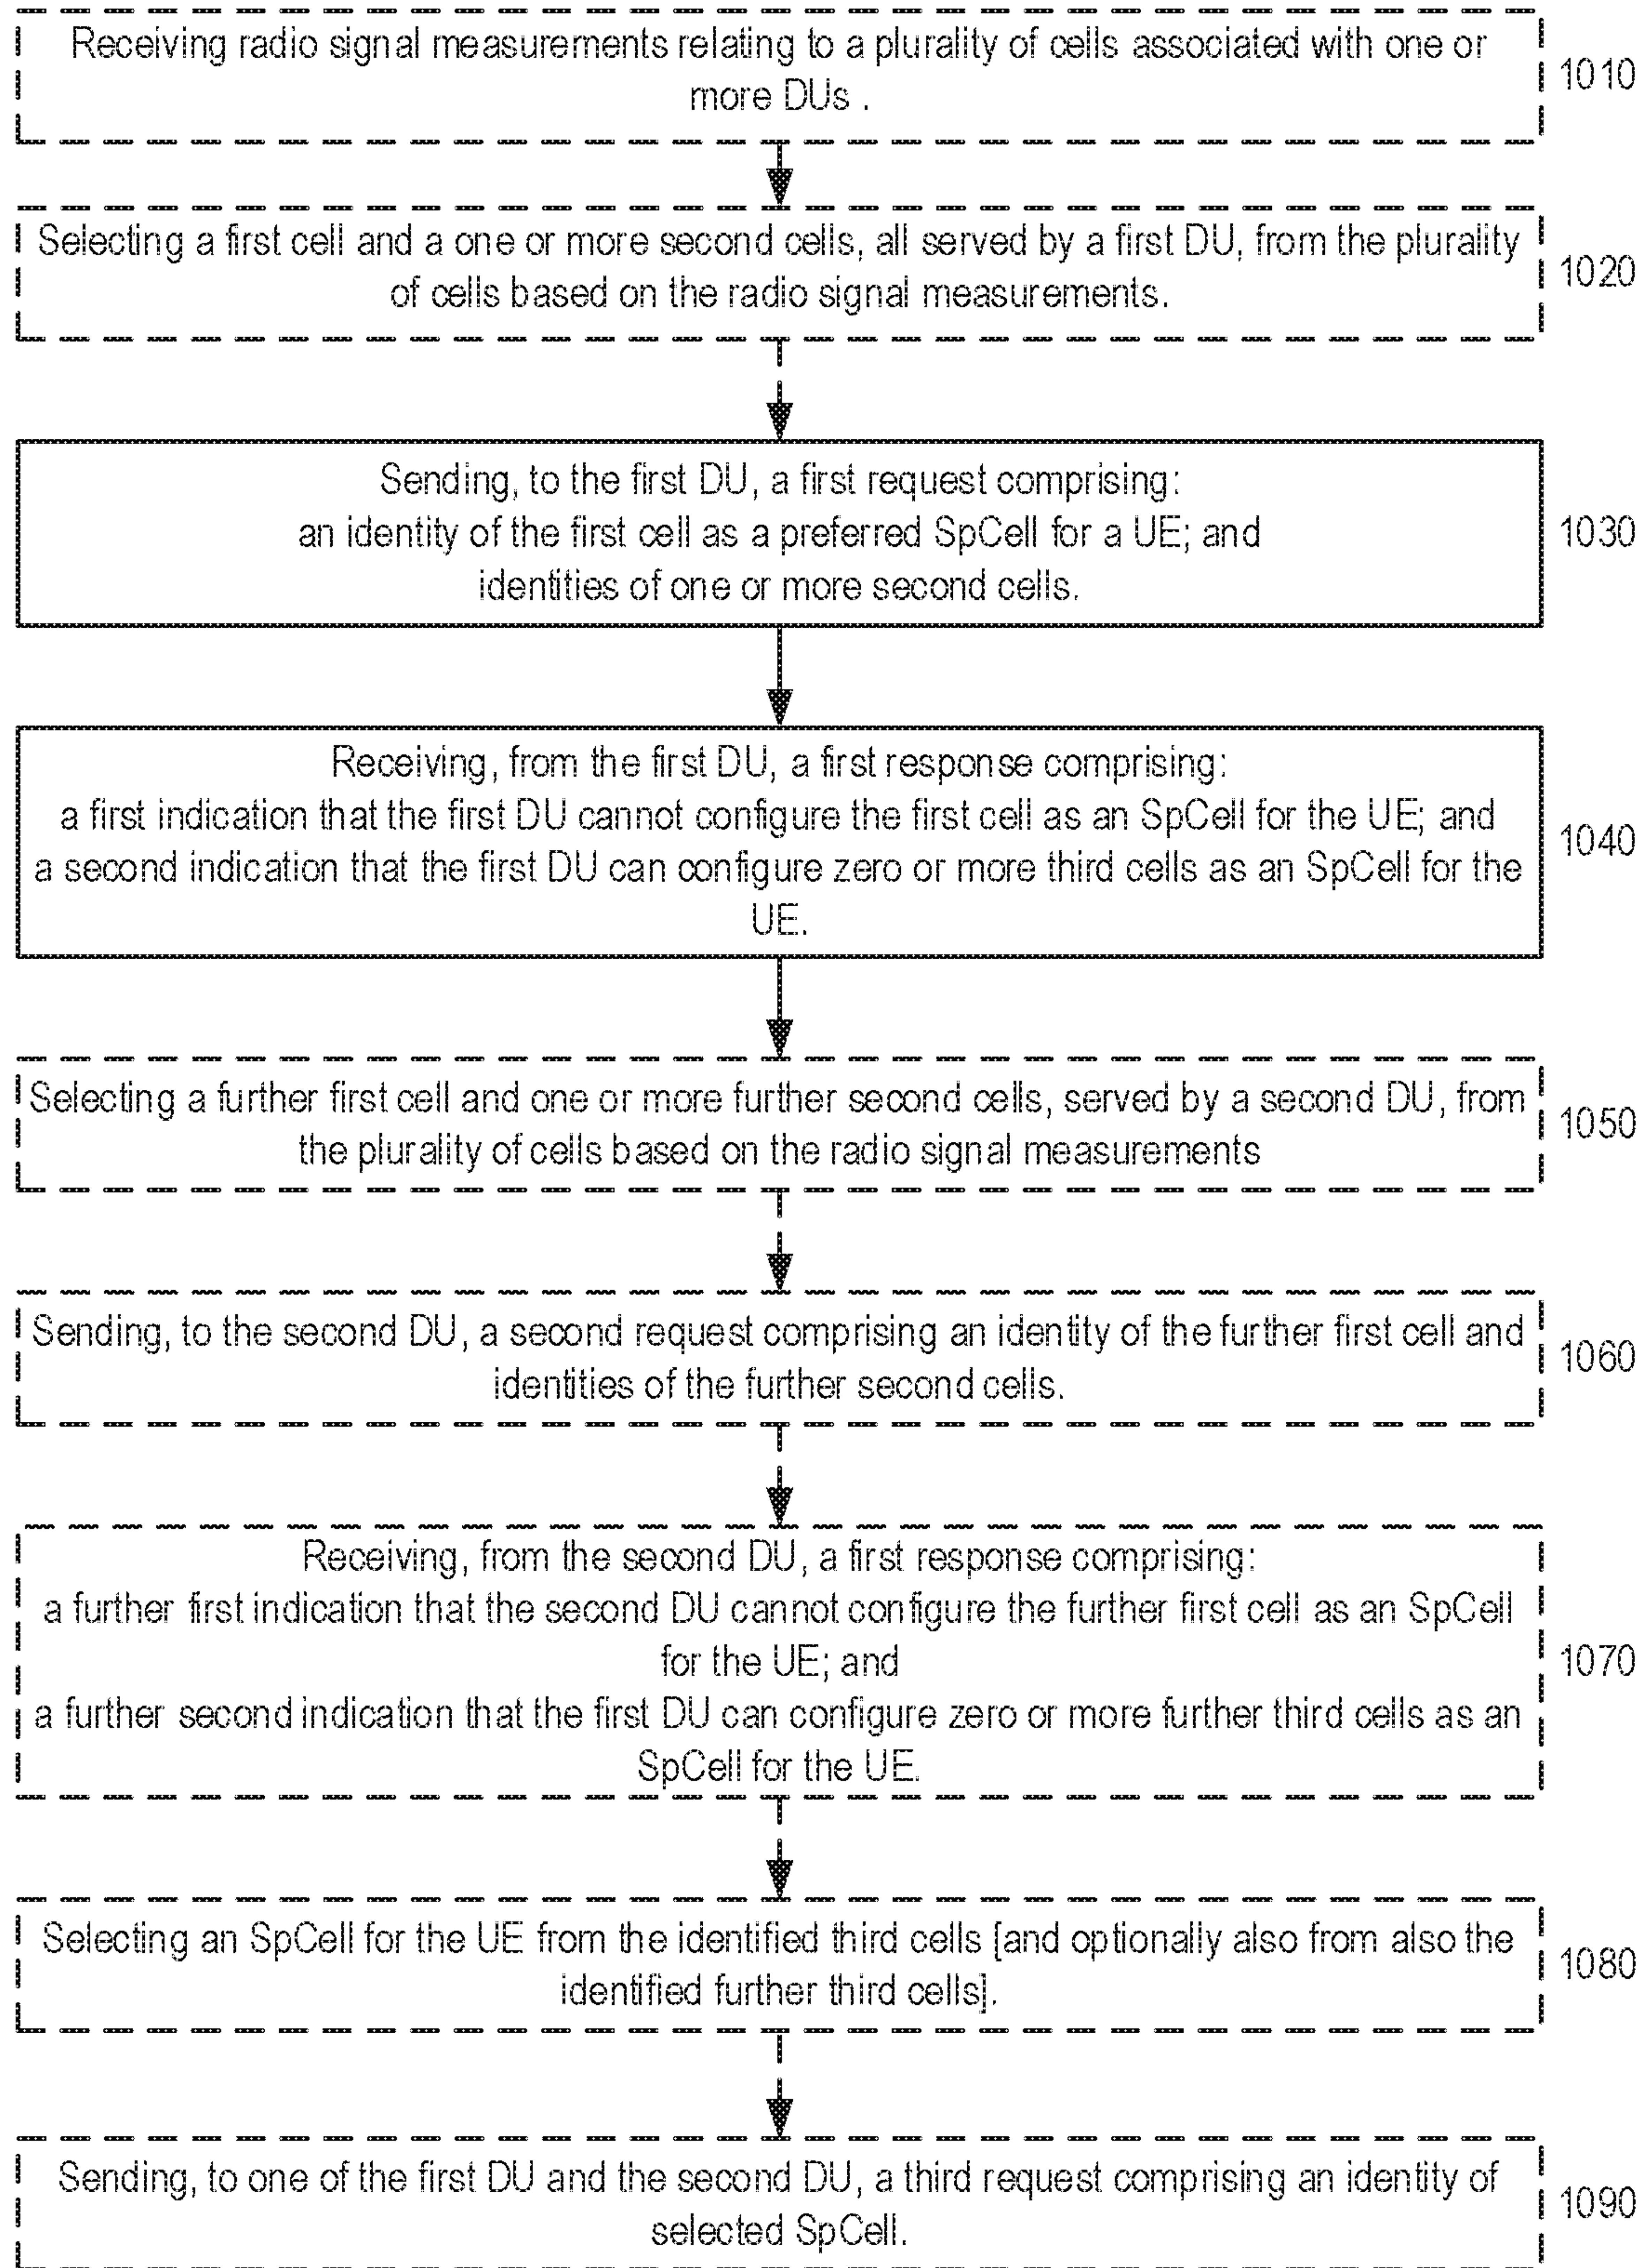 Receiving radio signal measurements relating to a plurality of cells associated with one or
more DUs .
1010
Selecting a first cell and a one or more second cells, all served by a first DU, from the plurality
of cells based on the radio signal measurements.
1020
Sending, to the first DU, a first request comprising:
an identity of the first cell as a preferred SpCell for a UE; and
identities of one or more second cells.
1030
Receiving, from the first DU, a first response comprising:
a first indication that the first DU cannot configure the first cell as an SpCell for the UE; and
a second indication that the first DU can configure zero or more third cells as an SpCell for the
UE.
1040
Selecting a further first cell and one or more further second cells, served by a second DU, from
the plurality of cells based on the radio signal measurements
1050
Sending, to the second DU, a second request comprising an identity of the further first cell and
identities of the further second cells.
1060
Receiving, from the second DU, a first response comprising:
a further first indication that the second DU cannot configure the further first cell as an SpCell
for the UE; and
a further second indication that the first DU can configure zero or more further third cells as an
SpCell for the UE.
1070
Selecting an SpCell for the UE from the identified third cells [and optionally also from also the
identified further third cells].
1080
Sending, to one of the first DU and the second DU, a third request comprising an identity of
selected SpCell.
1090